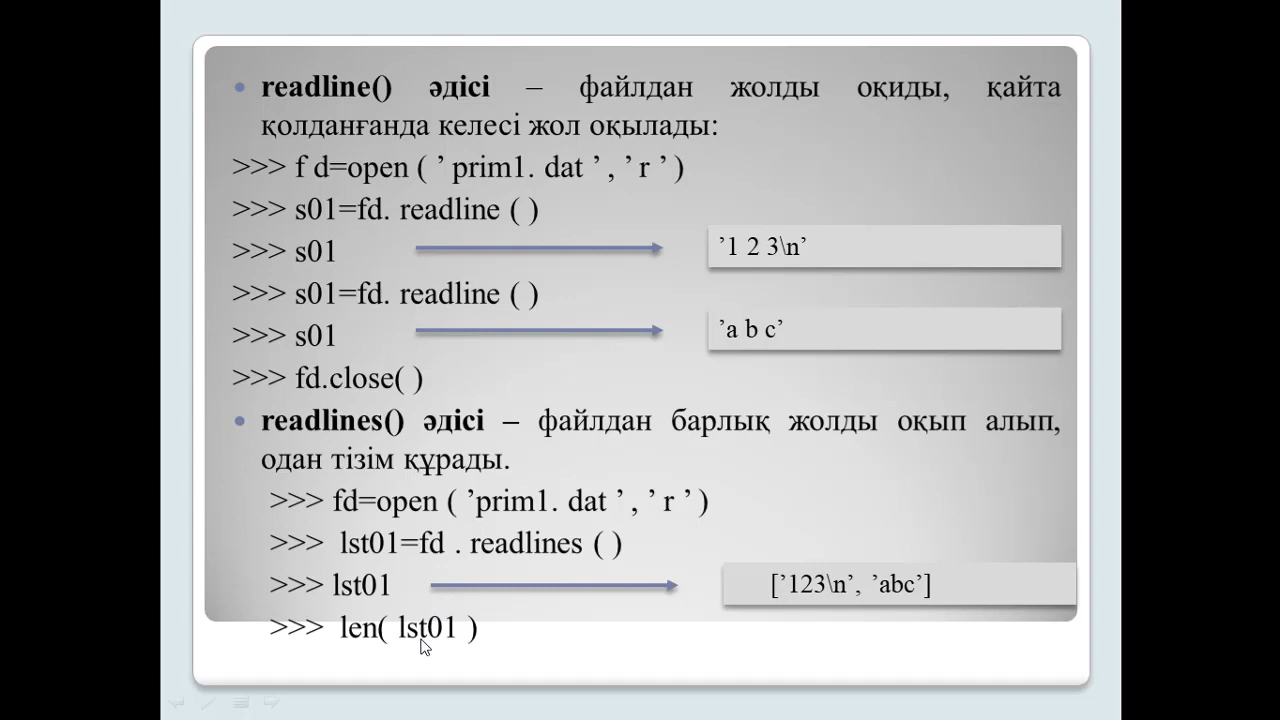 • readline() әдісі – файлдан жолды оқиды, қайта
қолданғанда келесі жол оқылады:
>>> f d=open ( ’ prim1. dat ’ , ’ r ’ )
>>> s01=fd. readline ( )
>>> s01
’1 2 3\n’
>>> s01=fd. readline ( )
>>> s01
’a b c’
>>> fd.close( )
• readlines() әдісі – файлдан барлық жолды оқып алып,
одан тізім құрады.
>>> fd=open ( ’prim1. dat ’ , ’ r ’ )
>>> lst01=fd . readlines ( )
>>> lst01
[’123\n’, ’abc’]
>>> len( lst01 )